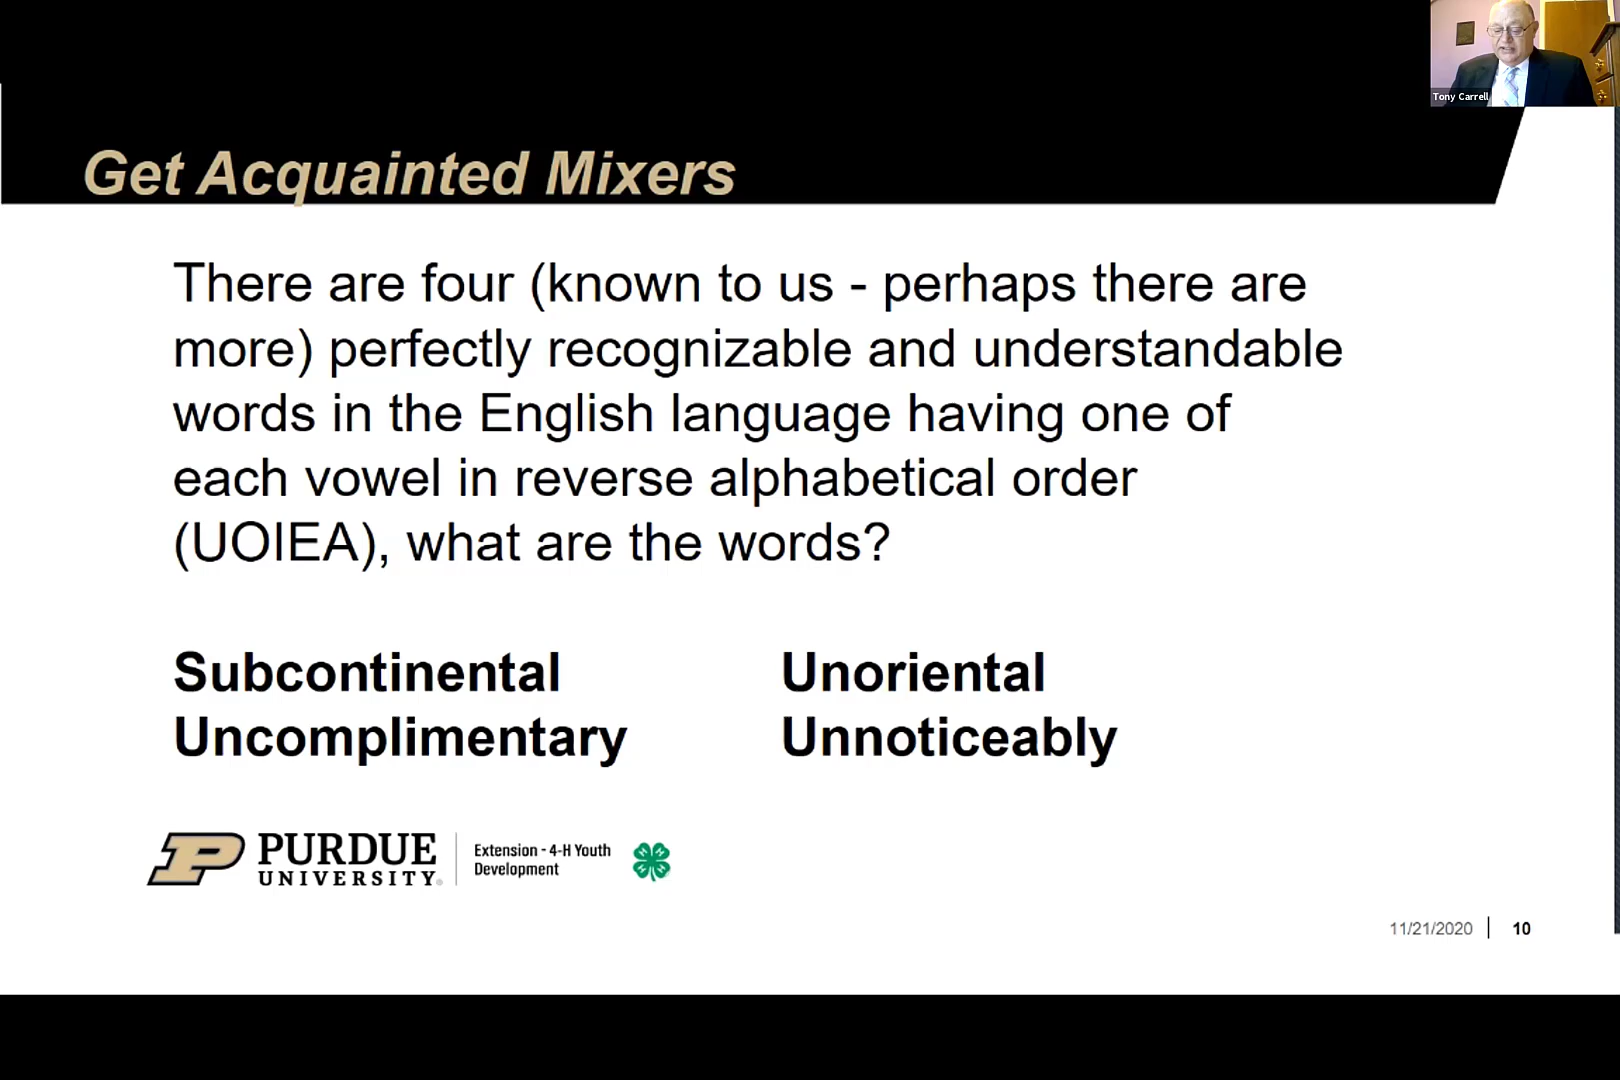 Tony Carrell
Get Acquainted Mixers
There are four (known to us - perhaps there are
more) perfectly recognizable and understandable
words in the English language having one of
each vowel in reverse alphabetical order
(UOIEA), what are the words?
Subcontinental Unoriental
Uncomplimentary Unnoticeably
PURDUE
UNIVERSITY
Extension - 4-H Youth
Development
H H H H
11/21/2020 10